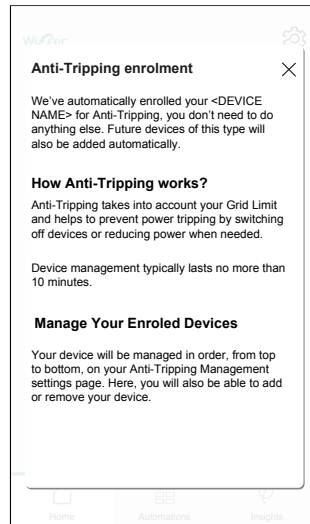 Wiser
Anti-Tripping enrolment
We've automatically enrolled your <DEVICE
NAME> for Anti-Tripping, you don't need to do
anything else. Future devices of this type will
also be added automatically.
How Anti-Tripping works?
Anti-Tripping takes into account your Grid Limit
and helps to prevent power tripping by switching
off devices or reducing power when needed.
Device management typically lasts no more than
10 minutes.
Manage Your Enroled Devices
Your device will be managed in order, from top
to bottom, on your Anti-Tripping Management
settings page. Here, you will also be able to add
or remove your device.
Home Automations Insights